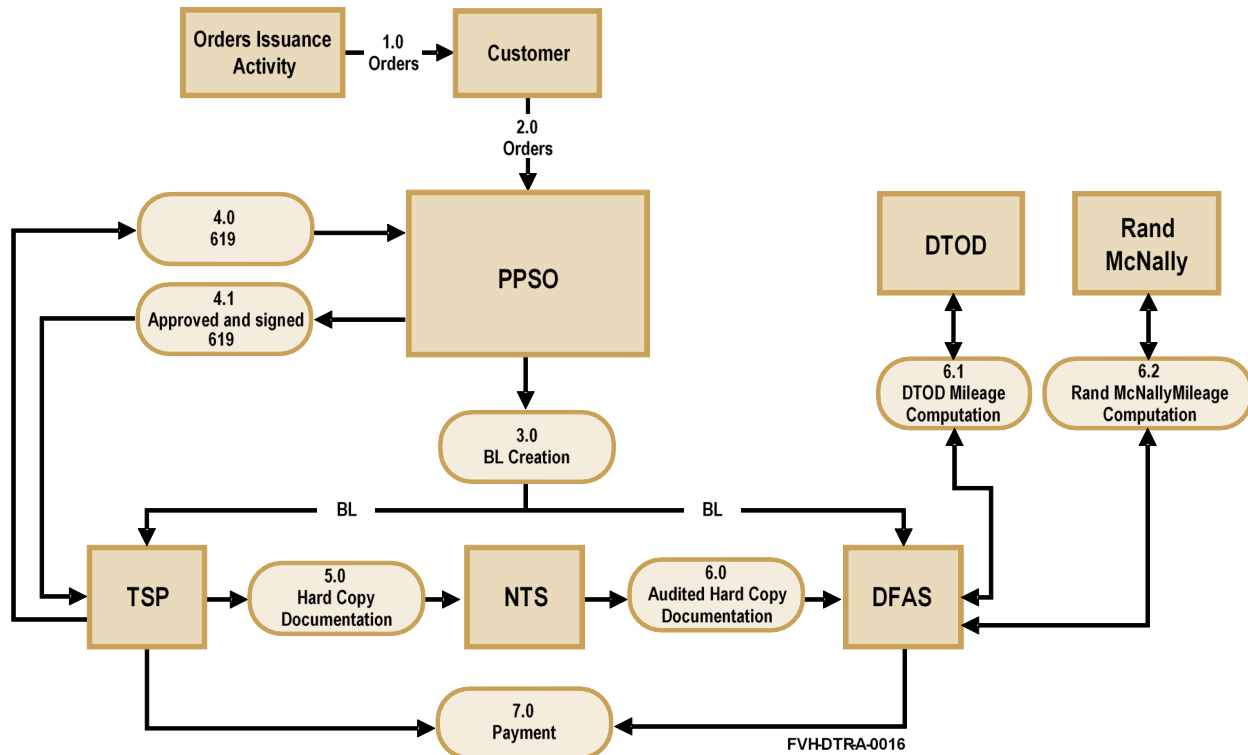 Orders Issuance
Activity
1.0
Orders
Customer
2.0
Orders
4.0
619
PPSO
DTOD
Rand
McNally
4.1
Approved and signed
619
6.1
DTOD Mileage
Computation
6.2
Rand McNallyMileage
Computation
3.0
BL Creation
BL
BL
TSP
5.0
Hard Copy
Documentation
NTS
6.0
Audited Hard Copy
Documentation
DFAS
7.0
Payment
FVH-DTR-A-0016